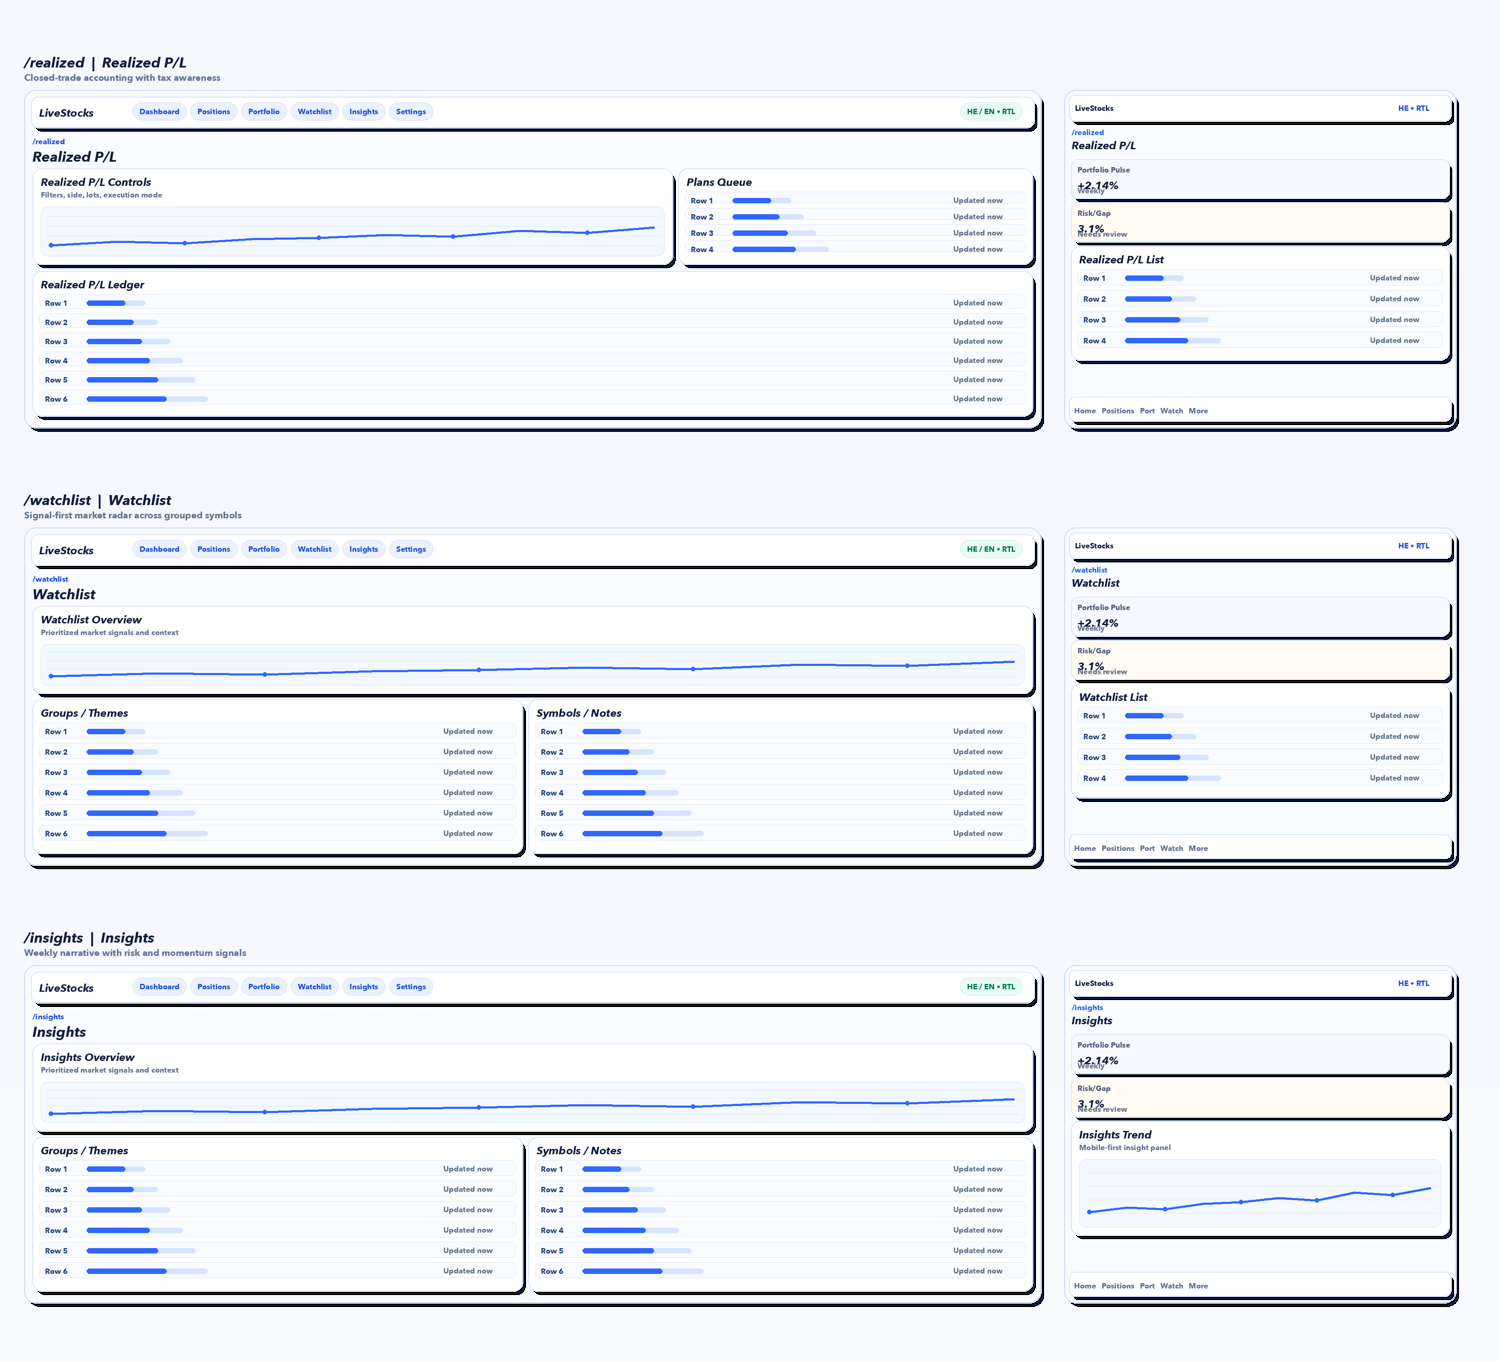 /realized | Realized P/L
Closed-trade accounting with tax awareness
LiveStocks Dashboard Positions Portfolio Watchlist Insights Settings HE / EN • RTL
/realized
Realized P/L
Realized P/L Controls
Filters, side, lots, execution mode
Plans Queue
Row 1 Updated now
Row 2 Updated now
Row 3 Updated now
Row 4 Updated now
Realized P/L Ledger
Row 1 Updated now
Row 2 Updated now
Row 3 Updated now
Row 4 Updated now
Row 5 Updated now
Row 6 Updated now
LiveStocks HE • RTL
/realized
Realized P/L
Portfolio Pulse
+2.14%
Weekly
Risk/Gap
3.1%
Needs review
Realized P/L List
Row 1 Updated now
Row 2 Updated now
Row 3 Updated now
Row 4 Updated now
Home Positions Port Watch More
/watchlist | Watchlist
Signal-first market radar across grouped symbols
LiveStocks Dashboard Positions Portfolio Watchlist Insights Settings HE / EN • RTL
/watchlist
Watchlist
Watchlist Overview
Prioritized market signals and context
Groups / Themes
Row 1 Updated now
Row 2 Updated now
Row 3 Updated now
Row 4 Updated now
Row 5 Updated now
Row 6 Updated now
Symbols / Notes
Row 1 Updated now
Row 2 Updated now
Row 3 Updated now
Row 4 Updated now
Row 5 Updated now
Row 6 Updated now
LiveStocks HE • RTL
/watchlist
Watchlist
Portfolio Pulse
+2.14%
Weekly
Risk/Gap
3.1%
Needs review
Watchlist List
Row 1 Updated now
Row 2 Updated now
Row 3 Updated now
Row 4 Updated now
Home Positions Port Watch More
/insights | Insights
Weekly narrative with risk and momentum signals
LiveStocks Dashboard Positions Portfolio Watchlist Insights Settings HE / EN • RTL
/insights
Insights
Insights Overview
Prioritized market signals and context
Groups / Themes
Row 1 Updated now
Row 2 Updated now
Row 3 Updated now
Row 4 Updated now
Row 5 Updated now
Row 6 Updated now
Symbols / Notes
Row 1 Updated now
Row 2 Updated now
Row 3 Updated now
Row 4 Updated now
Row 5 Updated now
Row 6 Updated now
LiveStocks HE • RTL
/insights
Insights
Portfolio Pulse
+2.14%
Weekly
Risk/Gap
3.1%
Needs review
Insights Trend
Mobile-first insight panel
Home Positions Port Watch More